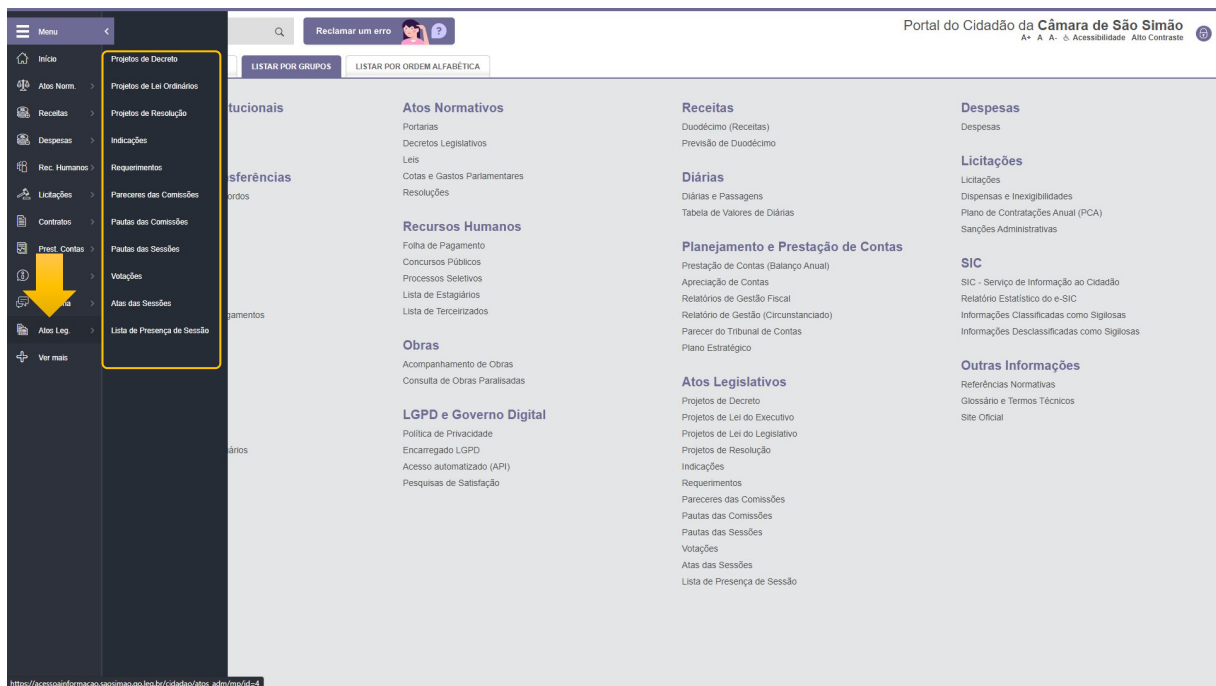 Menu
Início
Atos Norm.
Receitas
Despesas
Rec. Humanos
Licitações
Contratos
Prest. Contas
Atos Leg.
Ver mais
Projetos de Decreto
Projetos de Lei Ordinários
Projetos de Resolução
Indicações
Requerimentos
Pareceres das Comissões
Pautas das Comissões
Pautas das Sessões
Votações
Atas das Sessões
Lista de Presença de Sessão
Reclamar um erro
?
Portal do Cidadão da Câmara de São Simão
A+ A A- Acessibilidade Alto Contraste
LISTAR POR GRUPOS
LISTAR POR ORDEM ALFABÉTICA
tucionais
sferências
ordos
gamentos
ários
Atos Normativos
Portarias
Decretos Legislativos
Leis
Cotas e Gastos Parlamentares
Resoluções
Recursos Humanos
Folha de Pagamento
Concursos Públicos
Processos Seletivos
Lista de Estagiários
Lista de Terceirizados
Obras
Acompanhamento de Obras
Consulta de Obras Paralisadas
LGPD e Governo Digital
Política de Privacidade
Encarregado LGPD
Acesso automatizado (API)
Pesquisas de Satisfação
Receitas
Duodécimo (Receitas)
Previsão de Duodécimo
Diárias
Diárias e Passagens
Tabela de Valores de Diárias
Planejamento e Prestação de Contas
Prestação de Contas (Balanço Anual)
Apreciação de Contas
Relatórios de Gestão Fiscal
Relatório de Gestão (Circunstanciado)
Parecer do Tribunal de Contas
Plano Estratégico
Atos Legislativos
Projetos de Decreto
Projetos de Lei do Executivo
Projetos de Lei do Legislativo
Projetos de Resolução
Indicações
Requerimentos
Pareceres das Comissões
Pautas das Comissões
Pautas das Sessões
Votações
Atas das Sessões
Lista de Presença de Sessão
Despesas
Despesas
Licitações
Licitações
Dispensas e Inexigibilidades
Plano de Contratações Anual (PCA)
Sanções Administrativas
SIC
SIC - Serviço de Informação ao Cidadão
Relatório Estatístico do e-SIC
Informações Classificadas como Sigilosas
Informações Desclassificadas como Sigilosas
Outras Informações
Referências Normativas
Glossário e Termos Técnicos
Site Oficial
https://acessoainformacao.saosimao.go.leg.br/cidadao/atos_adm/mp/id=4